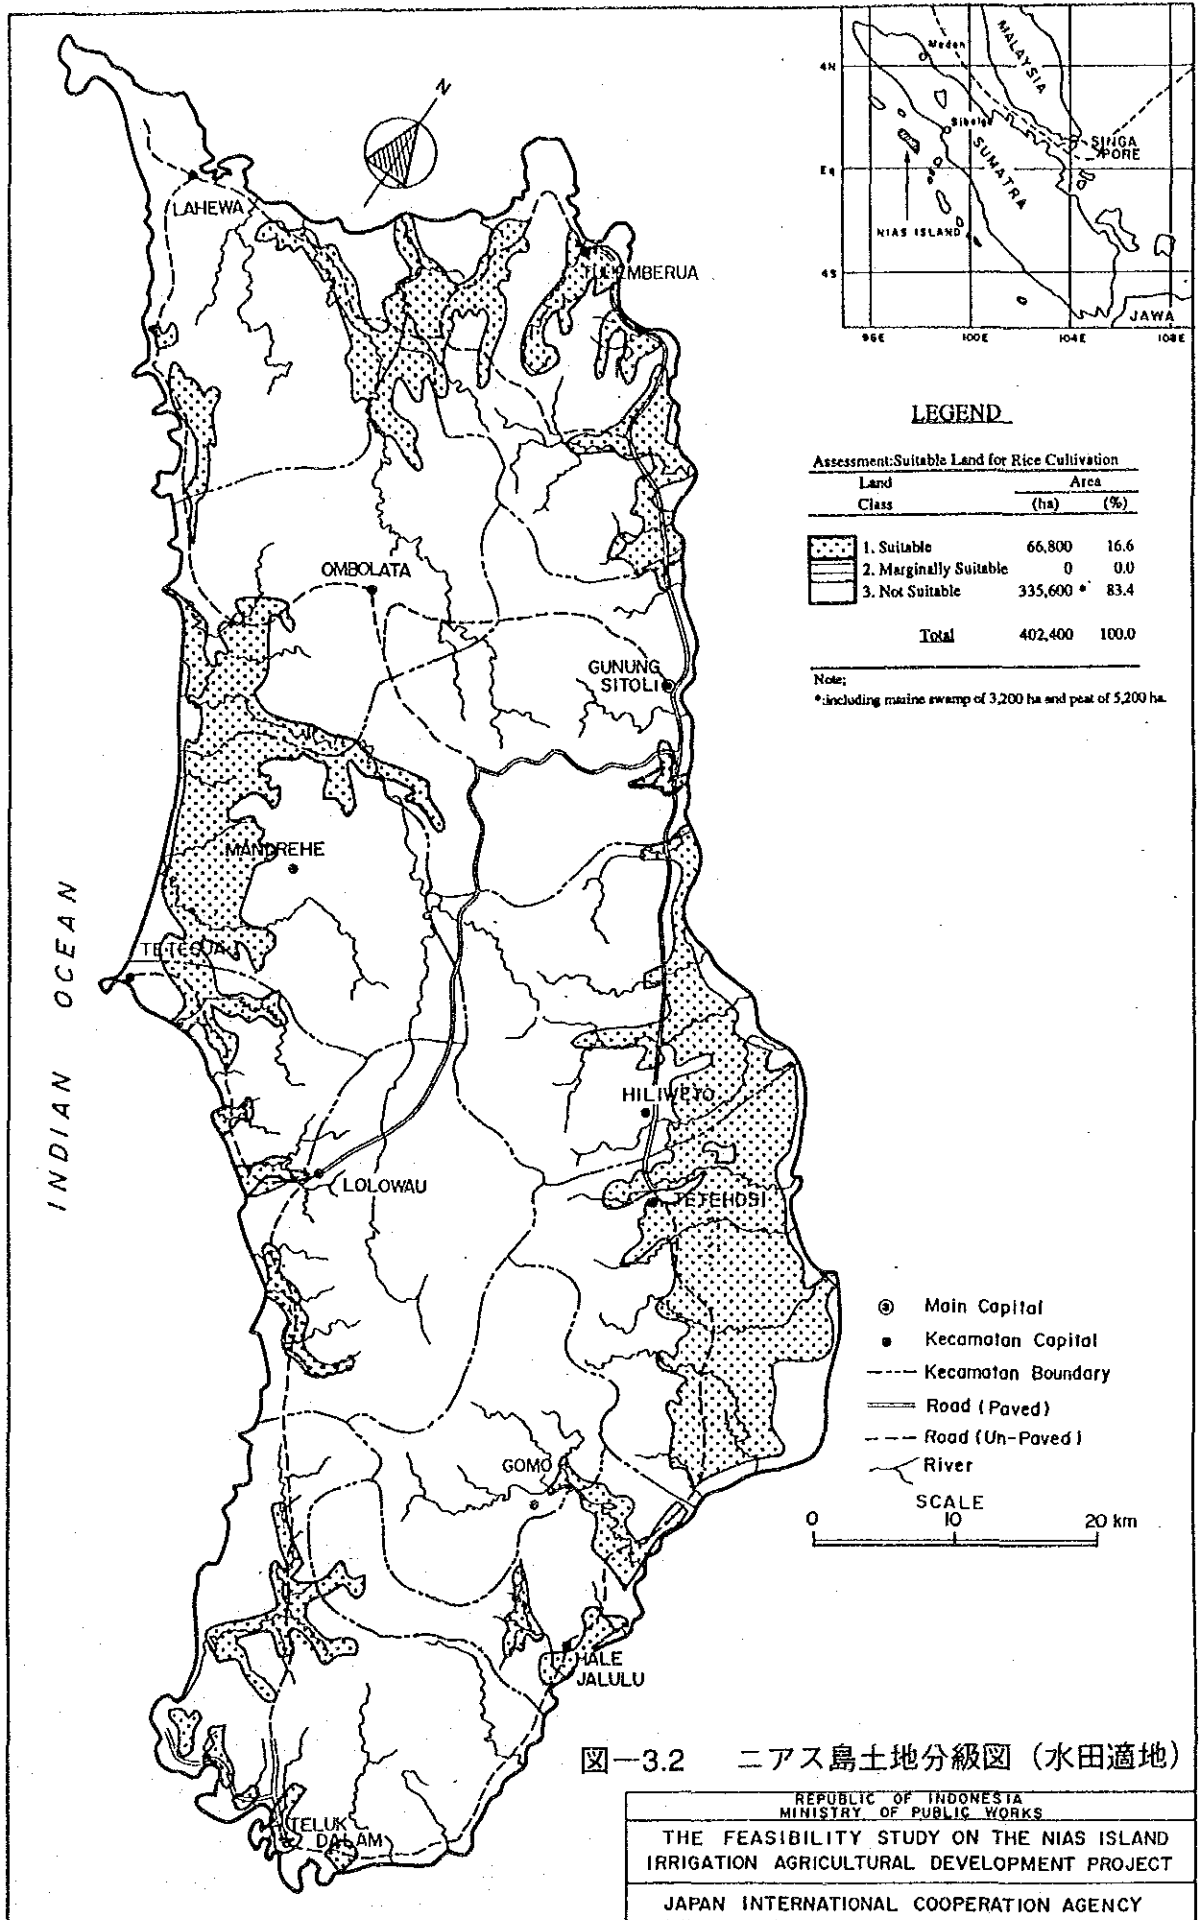 N
LAHEWA
OMBOLATA
GUNUNG
SITOLI
MANDREHE
INDIAN OCEAN
LOLOWAU
TETEHOSI
GOMO
HALE
JALULU
TELUK
DALAM
Medan
MALAYSIA
Sibolga
SUMATRA
SINGA
PORE
NIAS ISLAND
JAWA
4N
Eq
4S
96E 100E 104E 108E
LEGEND
Assessment:Suitable Land for Rice Cultivation
Land Area
Class (ha) (%)
1. Suitable 66,800 16.6
2. Marginally Suitable 0 0.0
3. Not Suitable 335,600 * 83.4
Total 402,400 100.0
Note;
*:including marine swamp of 3,200 ha and peat of 5,200 ha.
Main Capital
Kecamatan Capital
Kecamatan Boundary
Road (Paved)
Road (Un-Paved)
River
SCALE
0 10 20 km
図-3.2 ニアス島土地分級図(水田適地)
REPUBLIC OF INDONESIA
MINISTRY OF PUBLIC WORKS
THE FEASIBILITY STUDY ON THE NIAS ISLAND
IRRIGATION AGRICULTURAL DEVELOPMENT PROJECT
JAPAN INTERNATIONAL COOPERATION AGENCY